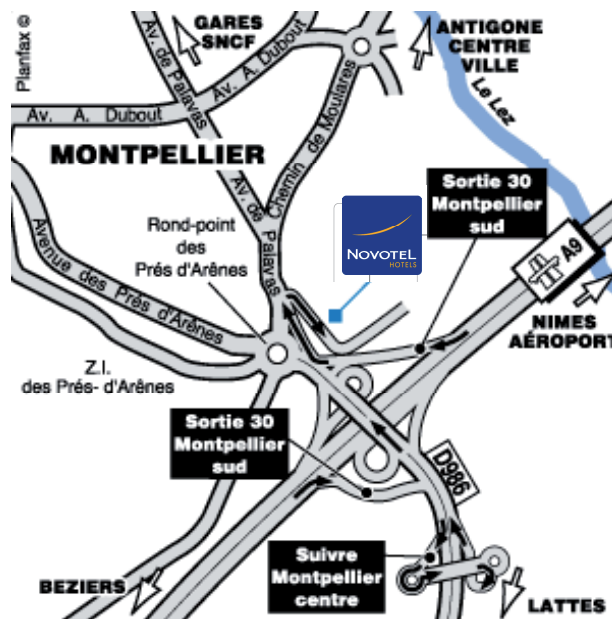 Planfax ©
GARES
SNCF
ANTIGONE
CENTRE
VILLE
Av. de Palavas
Av. A. Dubout
Le Lez
Av. A. Dubout
Chemin de Moulares
MONTPELLIER
Av. de Palavas
Sortie 30
Montpellier
sud
Rond-point
des
Prés d'Arênes
Avenue des Prés d'Arênes
NOVOTEL
HOTELS
A9
NIMES
AÉROPORT
Z.I.
des Prés- d'Arênes
Sortie 30
Montpellier
sud
D986
Suivre
Montpellier
centre
BEZIERS
LATTES